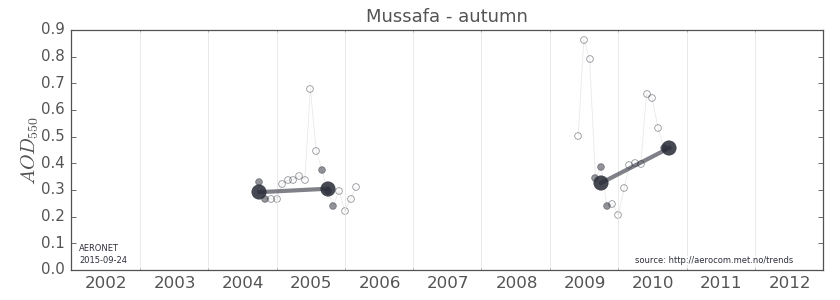 Mussafa - autumn
0.9
0.8
0.7
0.6
0.5
0.4
0.3
0.2
0.1
0.0
AOD550
AERONET
2015-09-24
source: http://aerocom.met.no/trends
2002 2003 2004 2005 2006 2007 2008 2009 2010 2011 2012